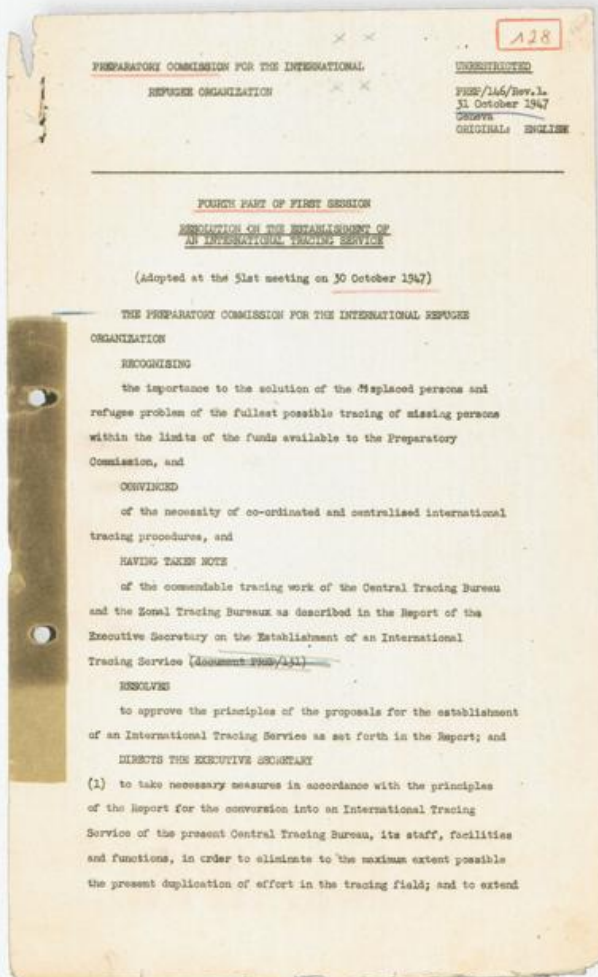 128
PREPARATORY COMMISSION FOR THE INTERNATIONAL
REFUGEE ORGANIZATION
UNRESTRICTED
PREP/146/Rev.1.
31 October 1947
Geneva
ORIGINAL: ENGLISH
FOURTH PART OF FIRST SESSION
RESOLUTION ON THE ESTABLISHMENT OF
AN INTERNATIONAL TRACING SERVICE
(Adopted at the 51st meeting on 30 October 1947)
THE PREPARATORY COMMISSION FOR THE INTERNATIONAL REFUGEE
ORGANIZATION
RECOGNISING
the importance to the solution of the displaced persons and
refugee problem of the fullest possible tracing of missing persons
within the limits of the funds available to the Preparatory
Commission, and
CONVINCED
of the necessity of co-ordinated and centralised international
tracing procedures, and
HAVING TAKEN NOTE
of the commendable tracing work of the Central Tracing Bureau
and the Zonal Tracing Bureaux as described in the Report of the
Executive Secretary on the Establishment of an International
Tracing Service (document PREP/131)
RESOLVES
to approve the principles of the proposals for the establishment
of an International Tracing Service as set forth in the Report; and
DIRECTS THE EXECUTIVE SECRETARY
(1) to take necessary measures in accordance with the principles
of the Report for the conversion into an International Tracing
Service of the present Central Tracing Bureau, its staff, facilities
and functions, in order to eliminate to the maximum extent possible
the present duplication of effort in the tracing field; and to extend